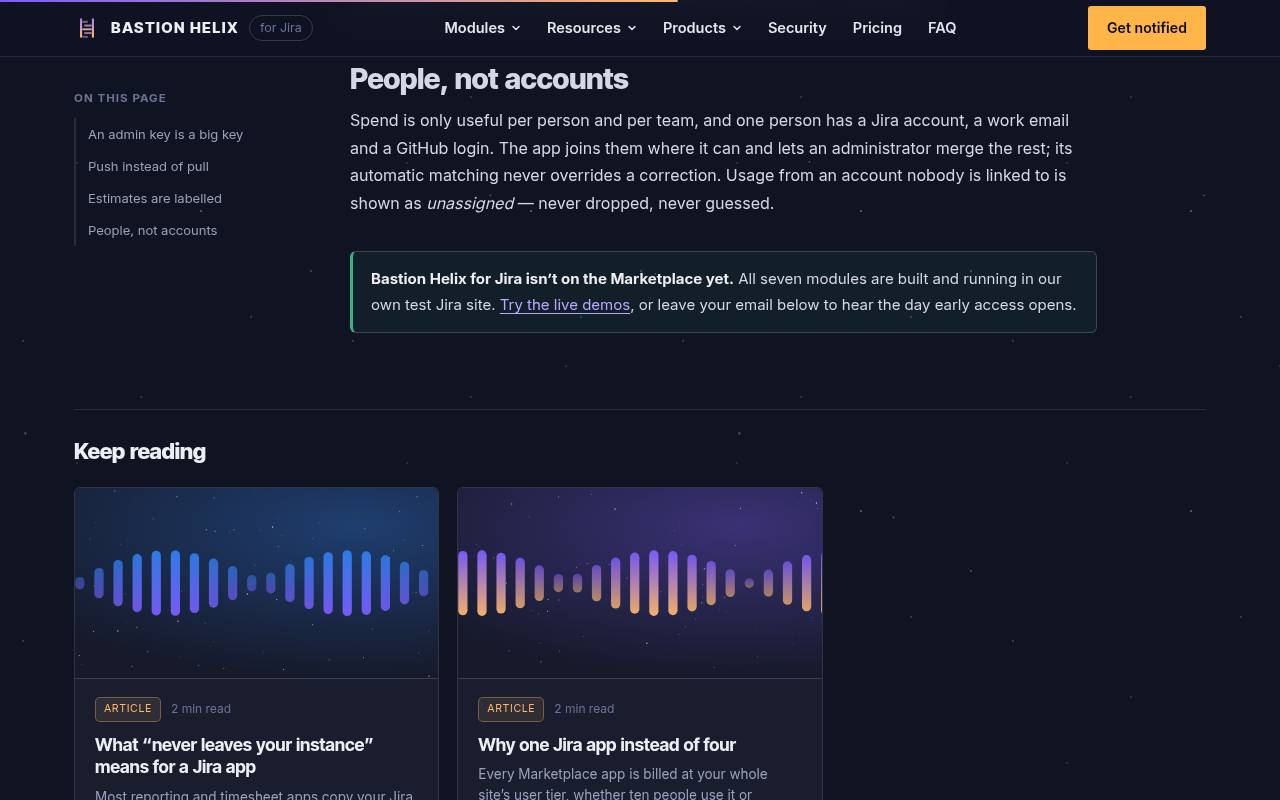 BASTION HELIX
for Jira
Modules
Resources
Products
Security
Pricing
FAQ
Get notified
ON THIS PAGE
An admin key is a big key
Push instead of pull
Estimates are labelled
People, not accounts
People, not accounts
Spend is only useful per person and per team, and one person has a Jira account, a work email
and a GitHub login. The app joins them where it can and lets an administrator merge the rest; its
automatic matching never overrides a correction. Usage from an account nobody is linked to is
shown as unassigned — never dropped, never guessed.
Bastion Helix for Jira isn’t on the Marketplace yet. All seven modules are built and running in our
own test Jira site. Try the live demos, or leave your email below to hear the day early access opens.
Keep reading
ARTICLE
2 min read
What “never leaves your instance”
means for a Jira app
Most reporting and timesheet apps copy your Jira
ARTICLE
2 min read
Why one Jira app instead of four
Every Marketplace app is billed at your whole
site’s user tier, whether ten people use it or